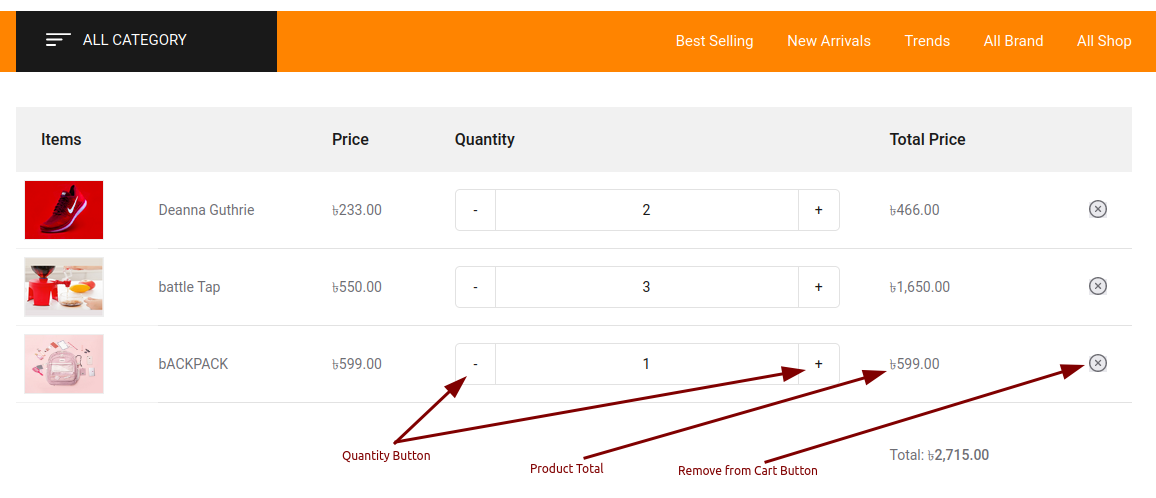 ALL CATEGORY Best Selling New Arrivals Trends All Brand All Shop
Items Price Quantity Total Price
Deanna Guthrie ৳233.00 - 2 + ৳466.00
battle Tap ৳550.00 - 3 + ৳1,650.00
bACKPACK ৳599.00 - 1 + ৳599.00
Quantity Button Total: ৳2,715.00
Product Total Remove from Cart Button